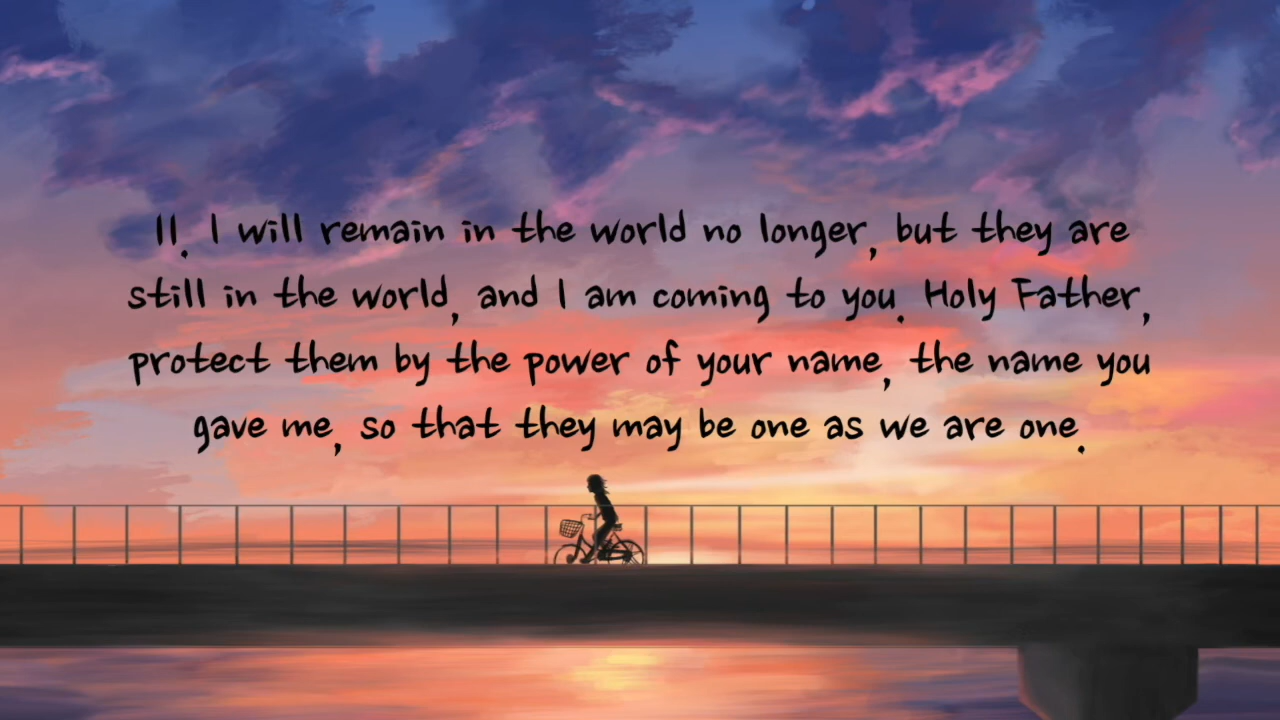 11. I will remain in the world no longer, but they are
still in the world, and I am coming to you. Holy Father,
protect them by the power of your name, the name you
gave me, so that they may be one as we are one.